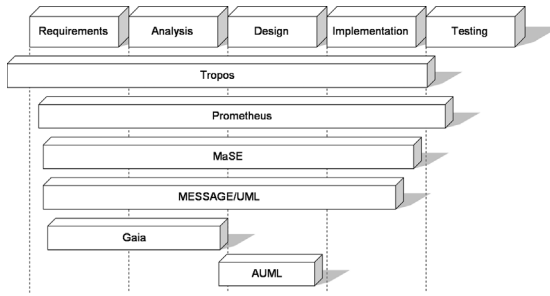 Requirements Analysis Design Implementation Testing
Tropos
Prometheus
MaSE
MESSAGE/UML
Gaia
AUML